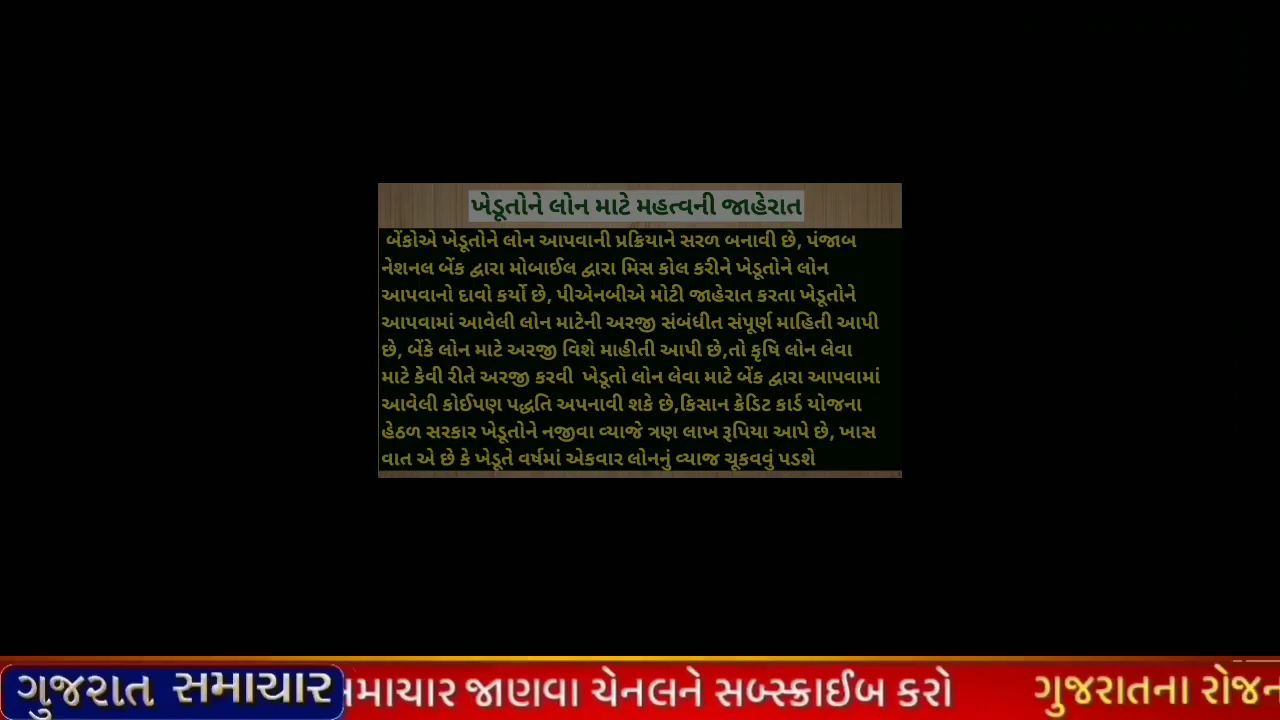 ખેડૂતોને લોન માટે મહત્વની જાહેરાત
બેંકોએ ખેડૂતોને લોન આપવાની પ્રક્રિયાને સરળ બનાવી છે, પંજાબ
નેશનલ બેંક દ્વારા મોબાઈલ દ્વારા મિસ કોલ કરીને ખેડૂતોને લોન
આપવાનો દાવો કર્યો છે, પીએનબીએ મોટી જાહેરાત કરતા ખેડૂતોને
આપવામાં આવેલી લોન માટેની અરજી સંબંધીત સંપૂર્ણ માહિતી આપી
છે, બેંકે લોન માટે અરજી વિશે માહીતી આપી છે,તો કૃષિ લોન લેવા
માટે કેવી રીતે અરજી કરવી ખેડૂતો લોન લેવા માટે બેંક દ્વારા આપવામાં
આવેલી કોઈપણ પદ્ધતિ અપનાવી શકે છે,કિસાન ક્રેડિટ કાર્ડ યોજના
હેઠળ સરકાર ખેડૂતોને નજીવા વ્યાજે ત્રણ લાખ રૂપિયા આપે છે, ખાસ
વાત એ છે કે ખેડૂતે વર્ષમાં એકવાર લોનનું વ્યાજ ચૂકવવું પડશે
ગુજરાત સમાચાર
જાણવા ચેનલને સબ્સ્ક્રાઈબ કરો ગુજરાતના